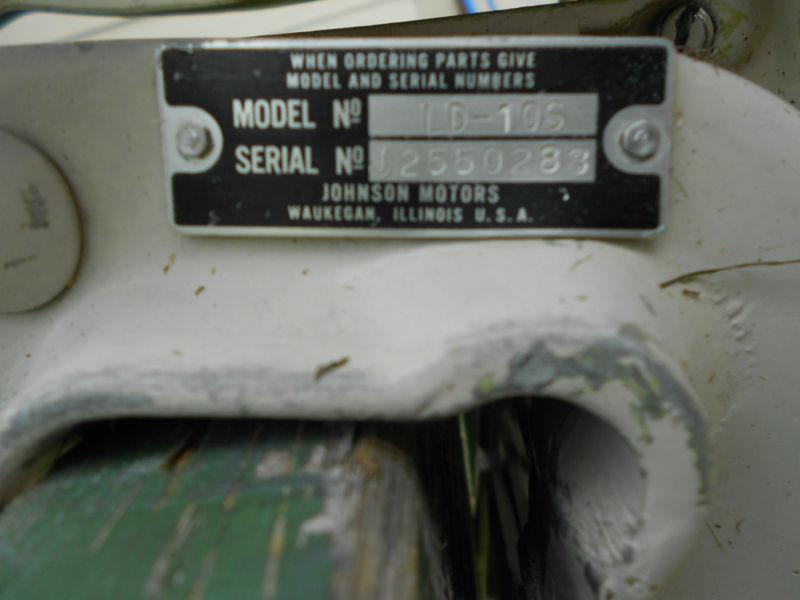 WHEN ORDERING PARTS GIVE
MODEL AND SERIAL NUMBERS
MODEL Nº LD-10S
SERIAL Nº J2550283
JOHNSON MOTORS
WAUKEGAN, ILLINOIS U.S.A.